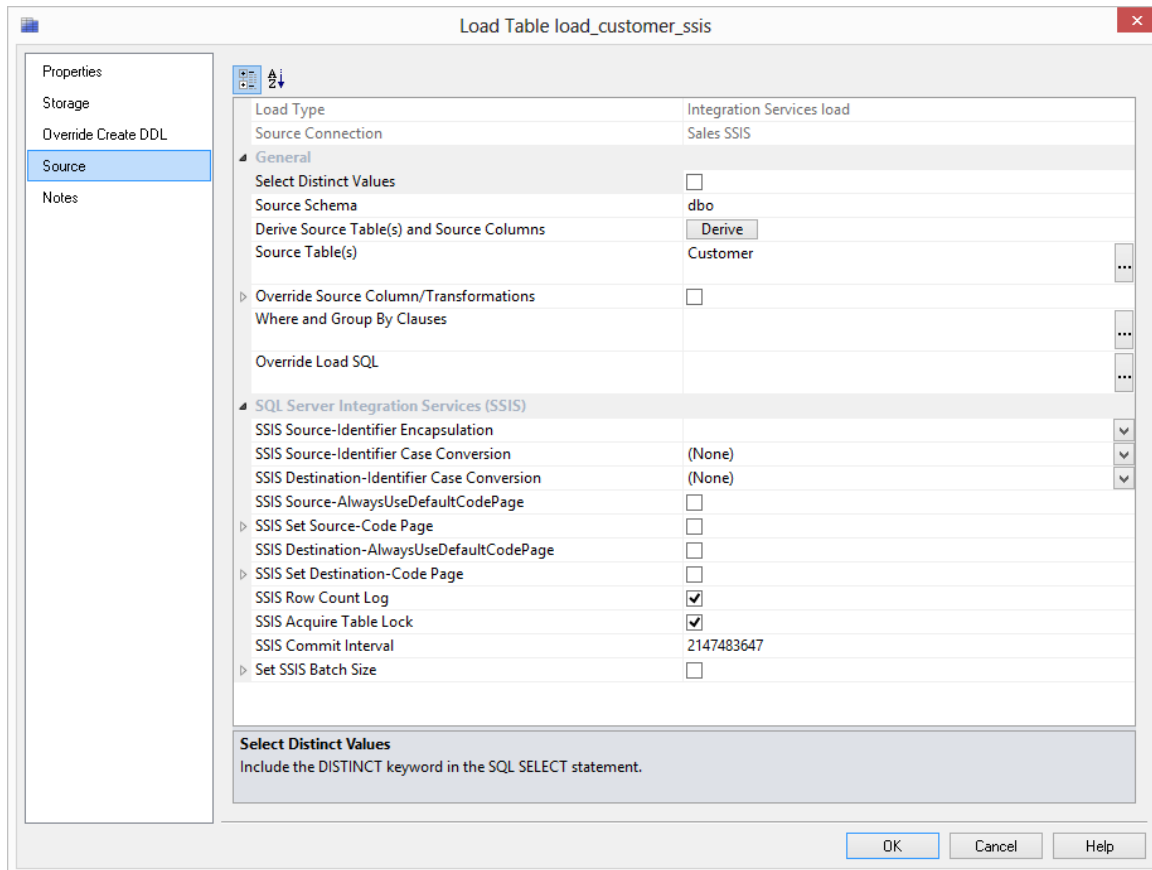 Load Table load_customer_ssis
Properties
Storage
Override Create DDL
Source
Notes
Load Type Integration Services load
Source Connection Sales SSIS
General
Select Distinct Values
Source Schema dbo
Derive Source Table(s) and Source Columns Derive
Source Table(s) Customer
...
Override Source Column/Transformations
Where and Group By Clauses
...
Override Load SQL
...
SQL Server Integration Services (SSIS)
SSIS Source-Identifier Encapsulation
SSIS Source-Identifier Case Conversion (None)
SSIS Destination-Identifier Case Conversion (None)
SSIS Source-AlwaysUseDefaultCodePage
SSIS Set Source-Code Page
SSIS Destination-AlwaysUseDefaultCodePage
SSIS Set Destination-Code Page
SSIS Row Count Log
SSIS Acquire Table Lock
SSIS Commit Interval 2147483647
Set SSIS Batch Size
Select Distinct Values
Include the DISTINCT keyword in the SQL SELECT statement.
OK Cancel Help